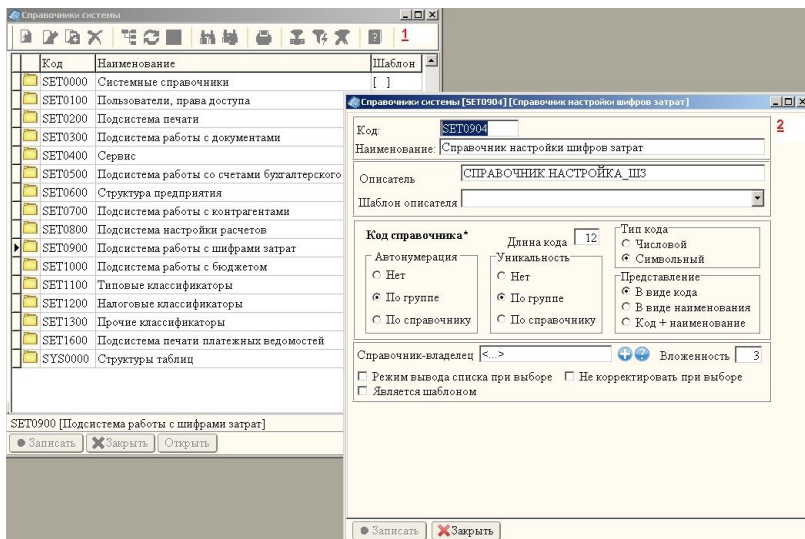 Справочники системы
1
Код Наименование Шаблон
SET0000 Системные справочники [ ]
SET0100 Пользователи, права доступа
SET0200 Подсистема печати
SET0300 Подсистема работы с документами
SET0400 Сервис
SET0500 Подсистема работы со счетами бухгалтерского
SET0600 Структура предприятия
SET0700 Подсистема работы с контрагентами
SET0800 Подсистема настройки расчетов
SET0900 Подсистема работы с шифрами затрат
SET1000 Подсистема работы с бюджетом
SET1100 Типовые классификаторы
SET1200 Налоговые классификаторы
SET1300 Прочие классификаторы
SET1600 Подсистема печати платежных ведомостей
SYS0000 Структуры таблиц
SET0900 [Подсистема работы с шифрами затрат]
Записать Закрыть Открыть
Справочники системы [SET0904] [Справочник настройки шифров затрат]
2
Код: SET0904
Наименование: Справочник настройки шифров затрат
Описатель СПРАВОЧНИК.НАСТРОЙКА_ШЗ
Шаблон описателя
Код справочника* Длина кода 12
Автонумерация
Нет
По группе
По справочнику
Уникальность
Нет
По группе
По справочнику
Тип кода
Числовой
Символьный
Представление
В виде кода
В виде наименования
Код + наименование
Справочник-владелец <...> Вложенность 3
Режим вывода списка при выборе Не корректировать при выборе
Является шаблоном
Записать Закрыть